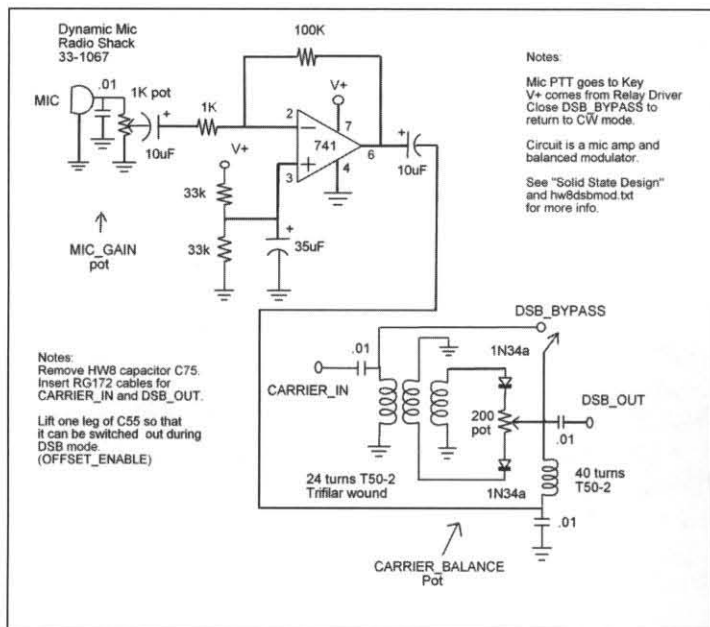 Dynamic Mic
Radio Shack
33-1067
100K
Notes:
Mic PTT goes to Key
V+ comes from Relay Driver
Close DSB_BYPASS to
return to CW mode.
Circuit is a mic amp and
balanced modulator.
See "Solid State Design"
and hw8dsbmod.txt
for more info.
MIC
.01
1K pot
+
10uF
1K
2
−
V+
7
741
6
+
3
4
+
10uF
V+
33k
33k
+
35uF
MIC_GAIN
pot
DSB_BYPASS
Notes:
Remove HW8 capacitor C75.
Insert RG172 cables for
CARRIER_IN and DSB_OUT.
Lift one leg of C55 so that
it can be switched out during
DSB mode.
(OFFSET_ENABLE)
.01
CARRIER_IN
1N34a
200
pot
DSB_OUT
.01
24 turns T50-2
Trifilar wound
1N34a
40 turns
T50-2
.01
CARRIER_BALANCE
Pot